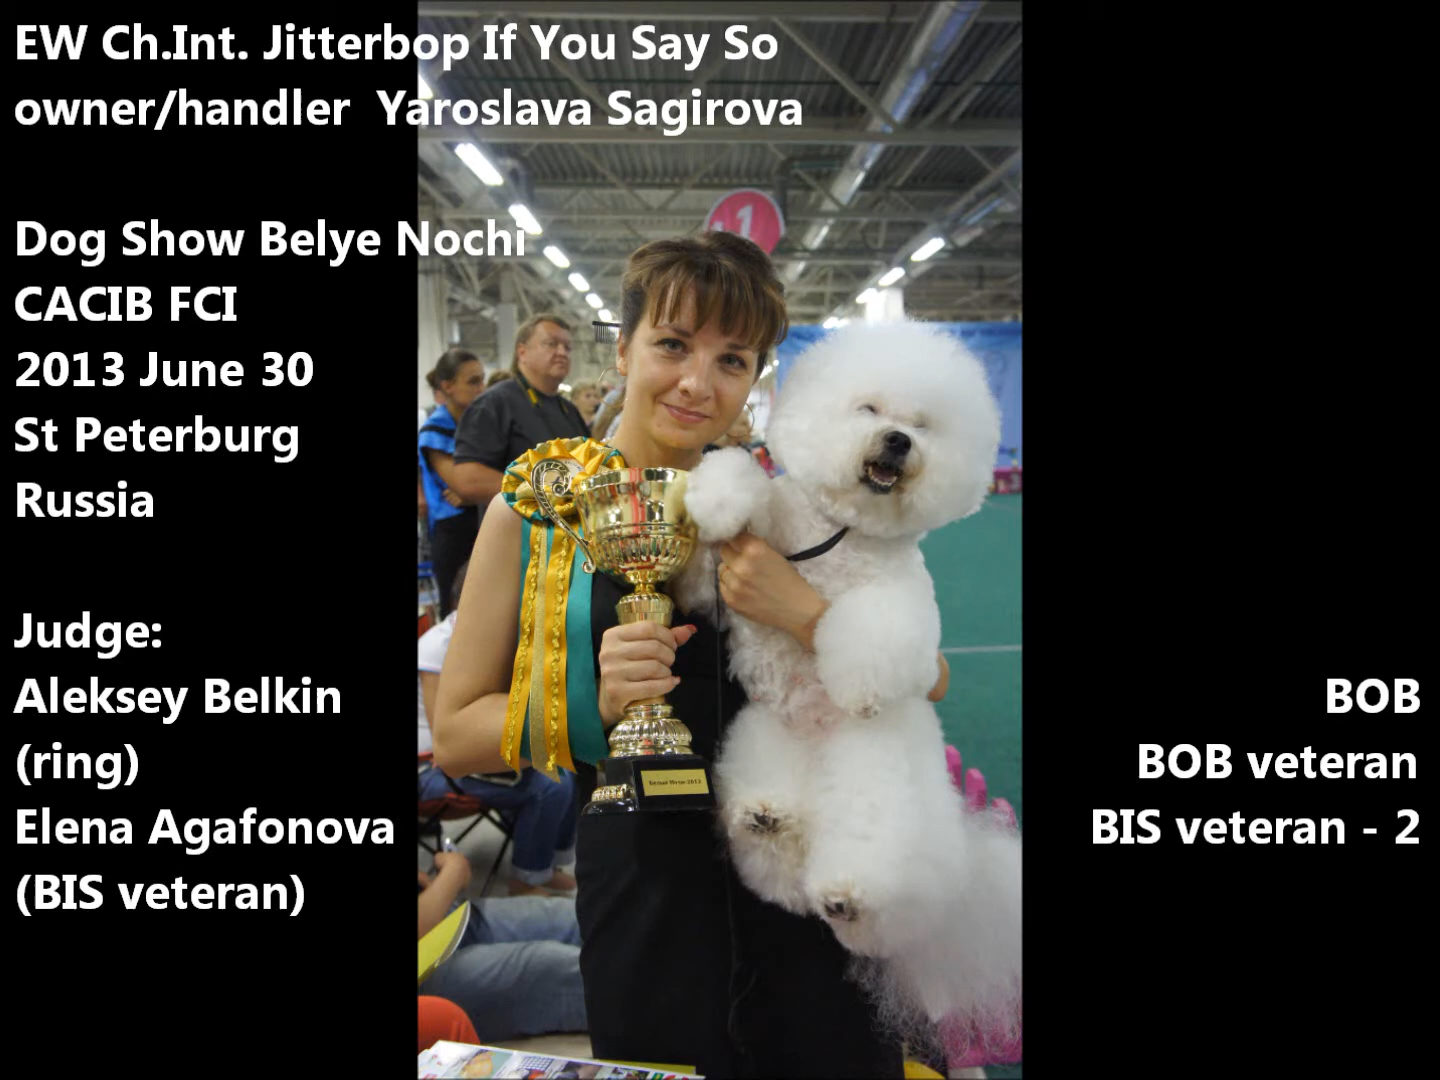 EW Ch.Int. Jitterbop If You Say So
owner/handler Yaroslava Sagirova
Dog Show Belye Nochi
CACIB FCI
2013 June 30
St Peterburg
Russia
Judge:
Aleksey Belkin
(ring)
Elena Agafonova
(BIS veteran)
BOB
BOB veteran
BIS veteran - 2
1